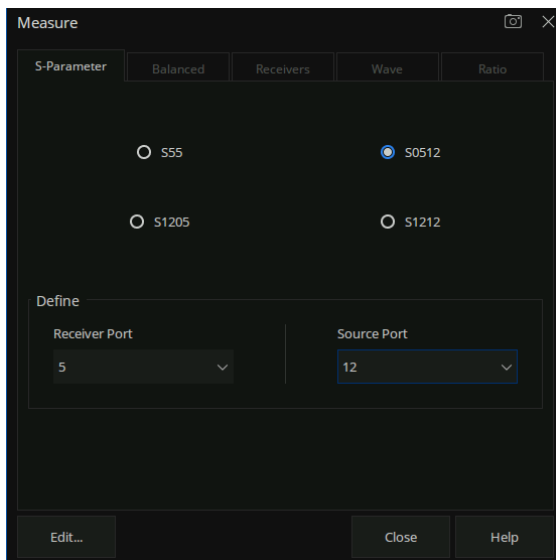 Measure
S-Parameter Balanced Receivers Wave Ratio
S55 S0512
S1205 S1212
Define
Receiver Port Source Port
5 12
Edit... Close Help